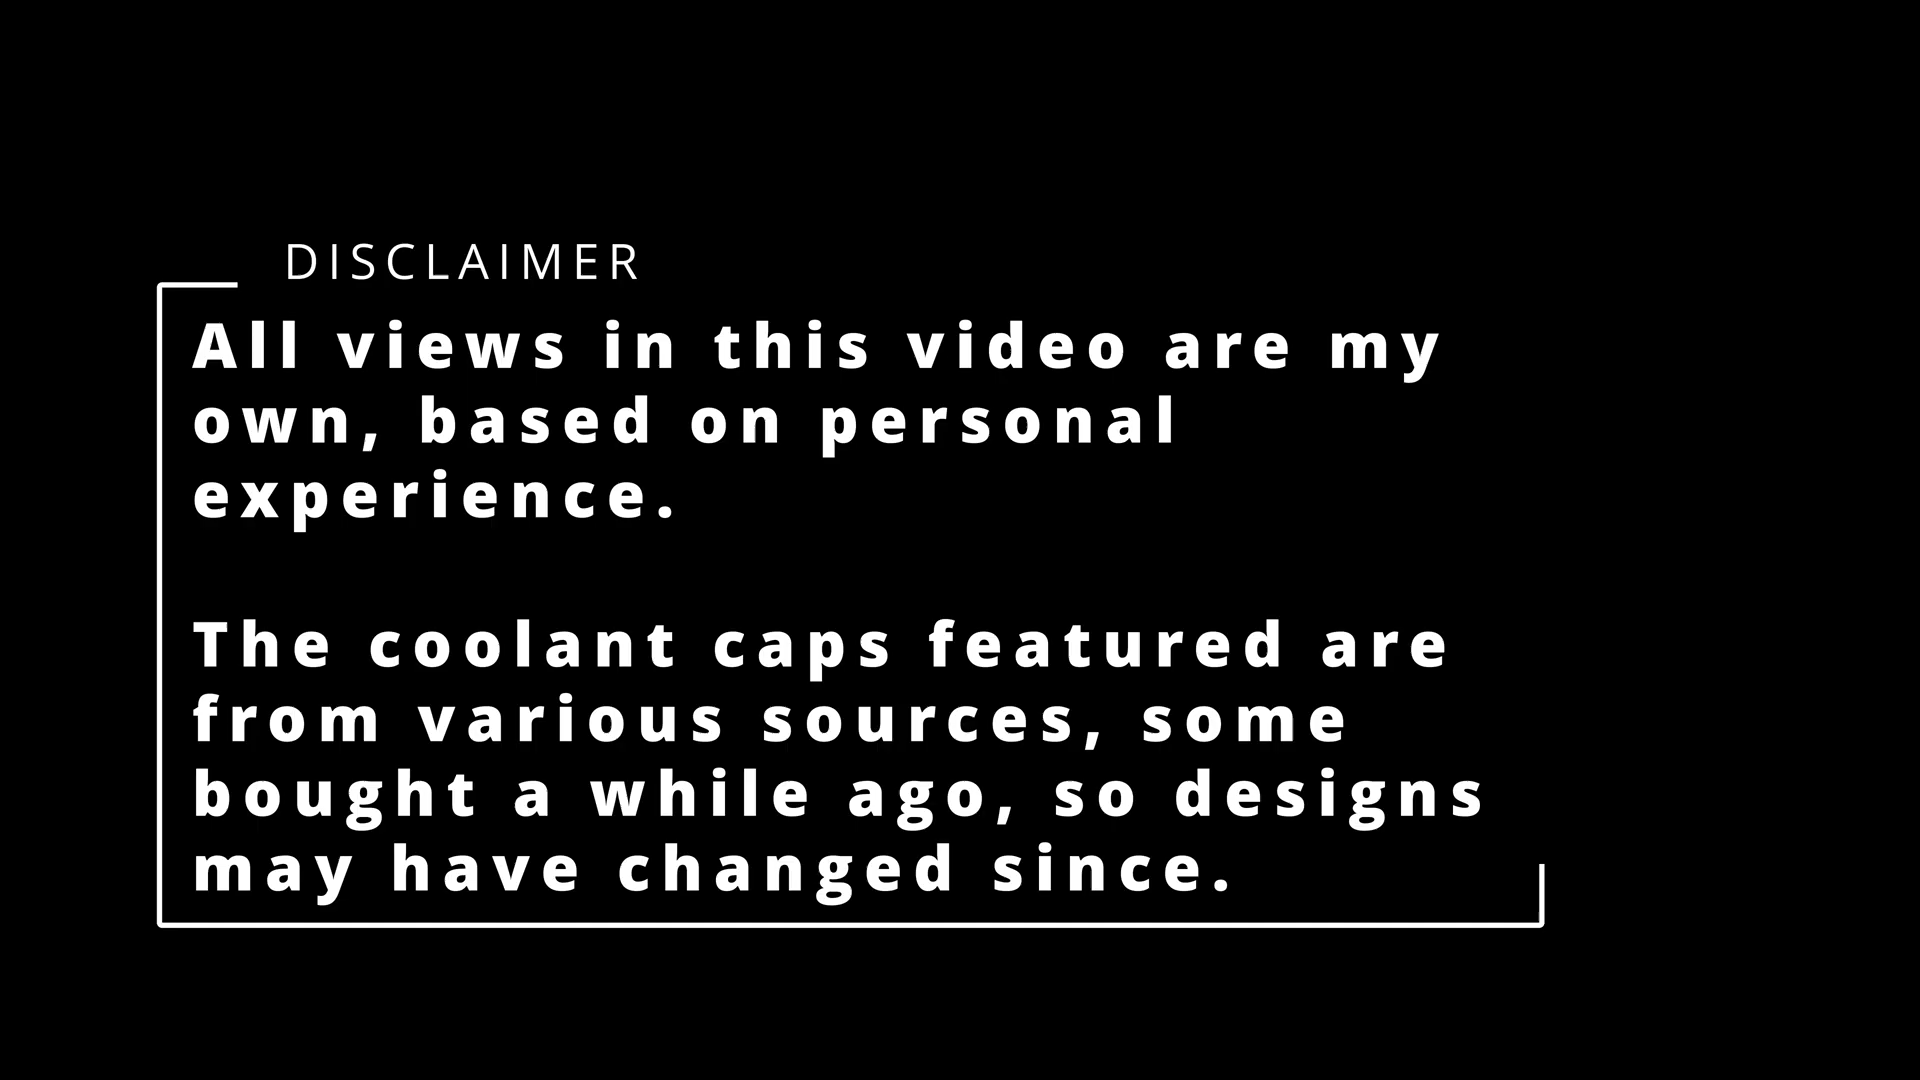 DISCLAIMER
All views in this video are my
own, based on personal
experience.
The coolant caps featured are
from various sources, some
bought a while ago, so designs
may have changed since.